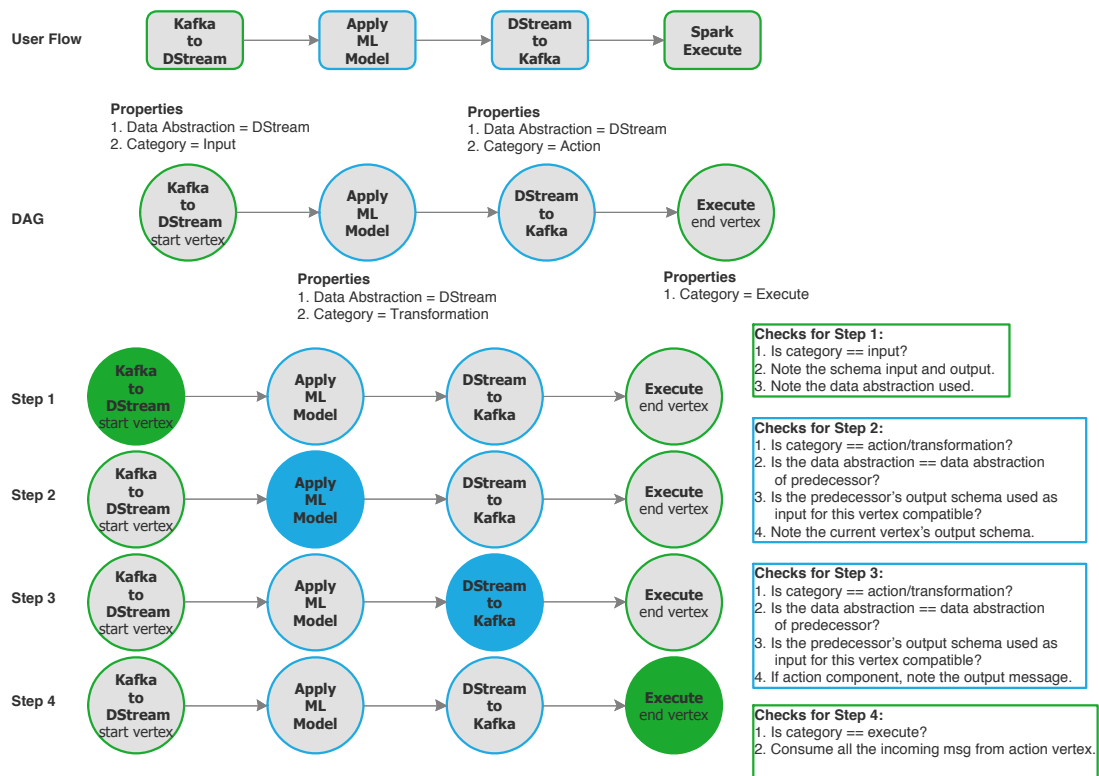 User Flow
Kafka
to
DStream
Apply
ML
Model
DStream
to
Kafka
Spark
Execute
Properties
1. Data Abstraction = DStream
2. Category = Input
Properties
1. Data Abstraction = DStream
2. Category = Action
DAG
Kafka
to
DStream
start vertex
Apply
ML
Model
DStream
to
Kafka
Execute
end vertex
Properties
1. Data Abstraction = DStream
2. Category = Transformation
Properties
1. Category = Execute
Step 1
Kafka
to
DStream
start vertex
Apply
ML
Model
DStream
to
Kafka
Execute
end vertex
Checks for Step 1:
1. Is category == input?
2. Note the schema input and output.
3. Note the data abstraction used.
Step 2
Kafka
to
DStream
start vertex
Apply
ML
Model
DStream
to
Kafka
Execute
end vertex
Checks for Step 2:
1. Is category == action/transformation?
2. Is the data abstraction == data abstraction
of predecessor?
3. Is the predecessor's output schema used as
input for this vertex compatible?
4. Note the current vertex's output schema.
Step 3
Kafka
to
DStream
start vertex
Apply
ML
Model
DStream
to
Kafka
Execute
end vertex
Checks for Step 3:
1. Is category == action/transformation?
2. Is the data abstraction == data abstraction
of predecessor?
3. Is the predecessor's output schema used as
input for this vertex compatible?
4. If action component, note the output message.
Step 4
Kafka
to
DStream
start vertex
Apply
ML
Model
DStream
to
Kafka
Execute
end vertex
Checks for Step 4:
1. Is category == execute?
2. Consume all the incoming msg from action vertex.